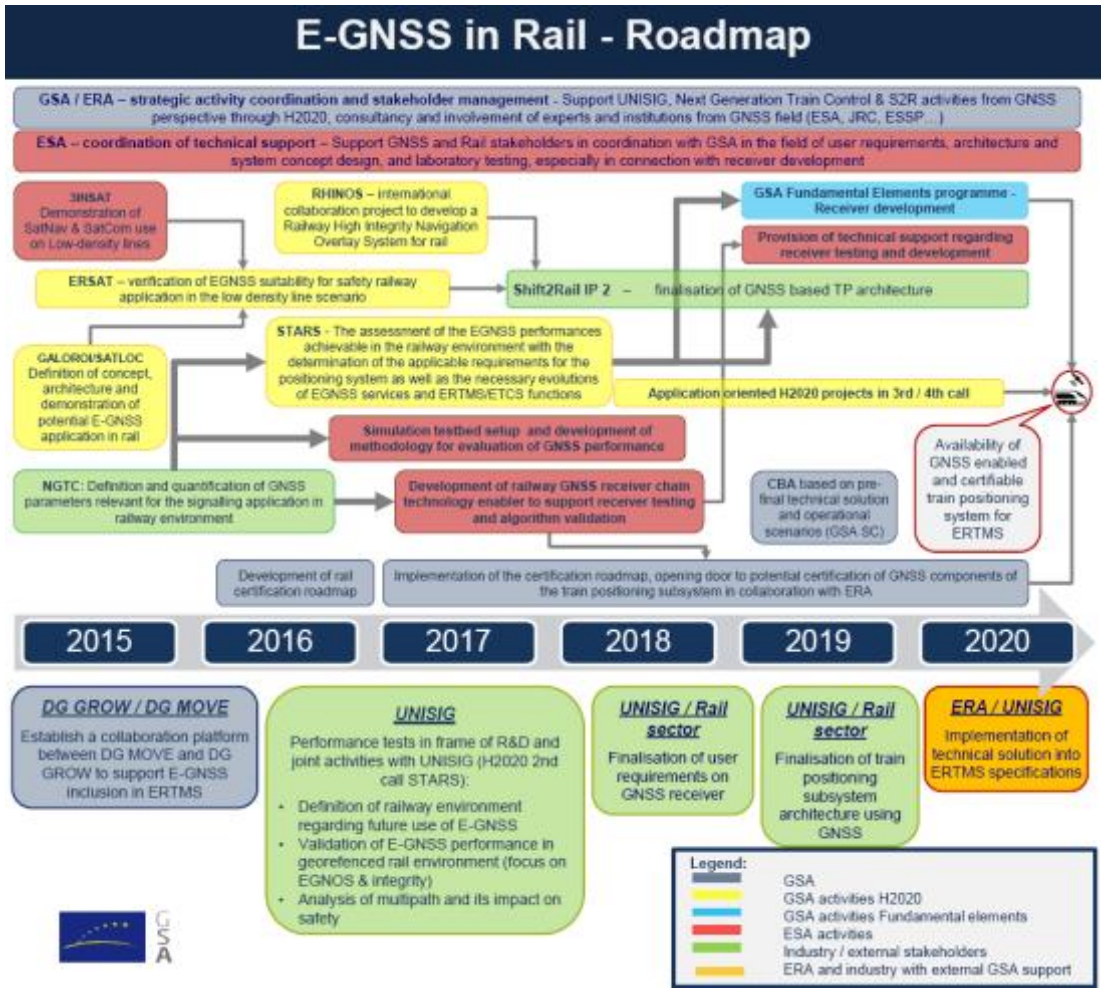 E-GNSS in Rail - Roadmap
GSA / ERA – strategic activity coordination and stakeholder management - Support UNISIG, Next Generation Train Control & S2R activities from GNSS
perspective through H2020, consultancy and involvement of experts and institutions from GNSS field (ESA, JRC, ESSP…)
ESA – coordination of technical support – Support GNSS and Rail stakeholders in coordination with GSA in the field of user requirements, architecture and
system concept design, and laboratory testing, especially in connection with receiver development
3INSAT
Demonstration of
SatNav & SatCom use
on Low-density lines
RHINOS – international
collaboration project to develop a
Railway High Integrity Navigation
Overlay System for rail
GSA Fundamental Elements programme -
Receiver development
Provision of technical support regarding
receiver testing and development
ERSAT – verification of EGNSS suitability for safety railway
application in the low density line scenario
Shift2Rail IP 2 – finalisation of GNSS based TP architecture
STARS - The assessment of the EGNSS performances
achievable in the railway environment with the
determination of the applicable requirements for the
positioning system as well as the necessary evolutions
of EGNSS services and ERTMS/ETCS functions
GALOROI/SATLOC
Definition of concept,
architecture and
demonstration of
potential E-GNSS
application in rail
Application oriented H2020 projects in 3rd / 4th call
Simulation testbed setup and development of
methodology for evaluation of GNSS performance
Availability of
GNSS enabled
and certifiable
train positioning
system for
ERTMS
NGTC: Definition and quantification of GNSS
parameters relevant for the signalling application in
railway environment
Development of railway GNSS receiver chain
technology enabler to support receiver testing
and algorithm validation
CBA based on pre-
final technical solution
and operational
scenarios (GSA SC)
Development of rail
certification roadmap
Implementation of the certification roadmap, opening door to potential certification of GNSS components of
the train positioning subsystem in collaboration with ERA
2015 2016 2017 2018 2019 2020
DG GROW / DG MOVE
Establish a collaboration platform
between DG MOVE and DG
GROW to support E-GNSS
inclusion in ERTMS
UNISIG
Performance tests in frame of R&D and
joint activities with UNISIG (H2020 2nd
call STARS):
• Definition of railway environment
regarding future use of E-GNSS
• Validation of E-GNSS performance in
georefenced rail environment (focus on
EGNOS & integrity)
• Analysis of multipath and its impact on
safety
UNISIG / Rail
sector
Finalisation of user
requirements on
GNSS receiver
UNISIG / Rail
sector
Finalisation of train
positioning
subsystem
architecture using
GNSS
ERA / UNISIG
Implementation of
technical solution into
ERTMS specifications
Legend:
GSA
GSA activities H2020
GSA activities Fundamental elements
ESA activities
Industry / external stakeholders
ERA and industry with external GSA support
GSA